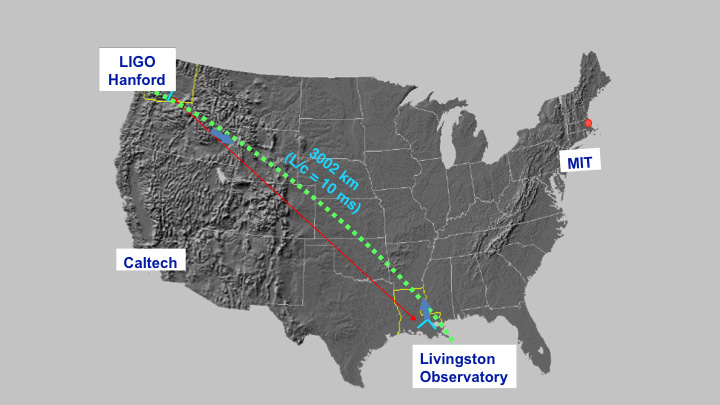 LIGO
Hanford
3002 km
(L/c = 10 ms)
MIT
Caltech
Livingston
Observatory